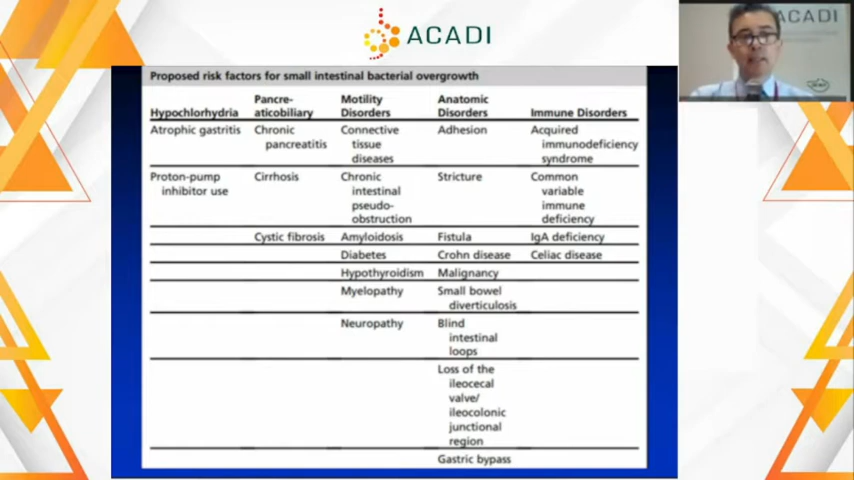 ACADI
ACADI
Proposed risk factors for small intestinal bacterial overgrowth
Hypochlorhydria Pancre-aticobiliary Motility Disorders Anatomic Disorders Immune Disorders
Atrophic gastritis Chronic pancreatitis Connective tissue diseases Adhesion Acquired immunodeficiency syndrome
Proton-pump inhibitor use Cirrhosis Chronic intestinal pseudo-obstruction Stricture Common variable immune deficiency
Cystic fibrosis Amyloidosis Fistula IgA deficiency
Diabetes Crohn disease Celiac disease
Hypothyroidism Malignancy
Myelopathy Small bowel diverticulosis
Neuropathy Blind intestinal loops
Loss of the ileocecal valve/ ileocolonic junctional region
Gastric bypass